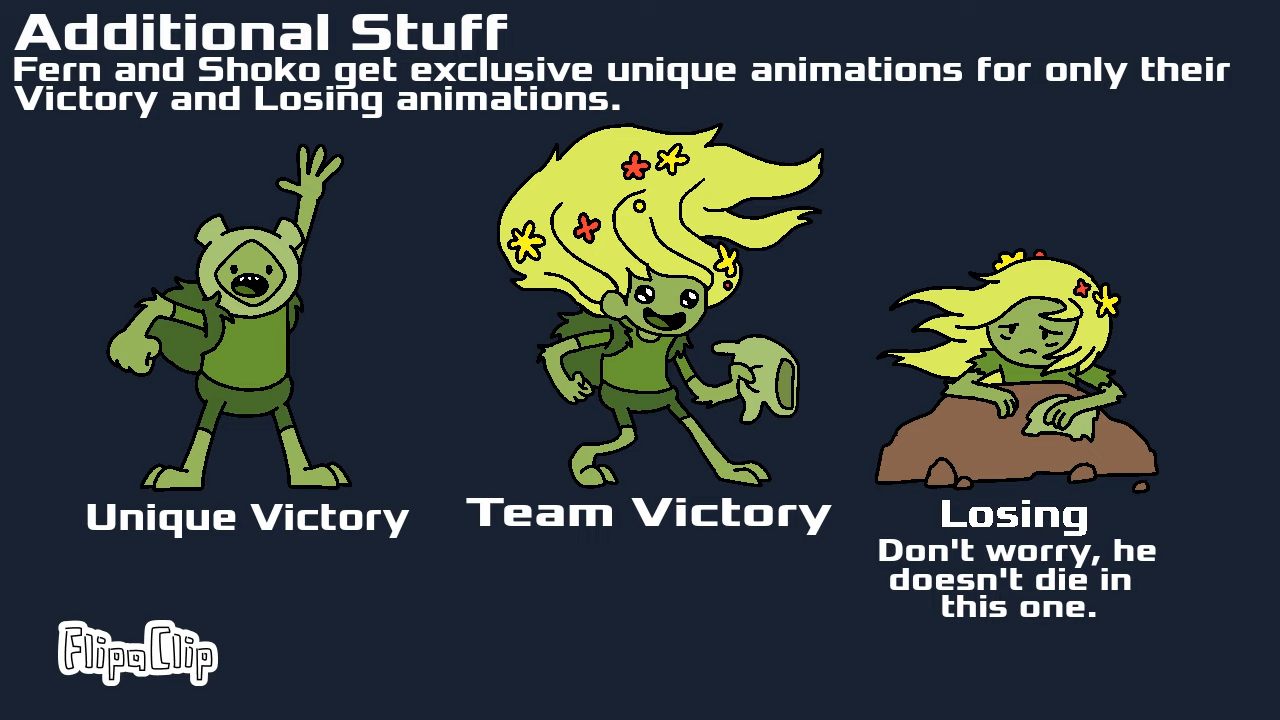 Additional Stuff
Fern and Shoko get exclusive unique animations for only their
Victory and Losing animations.
Unique Victory
Team Victory
Losing
Don't worry, he
doesn't die in
this one.
FlipaClip